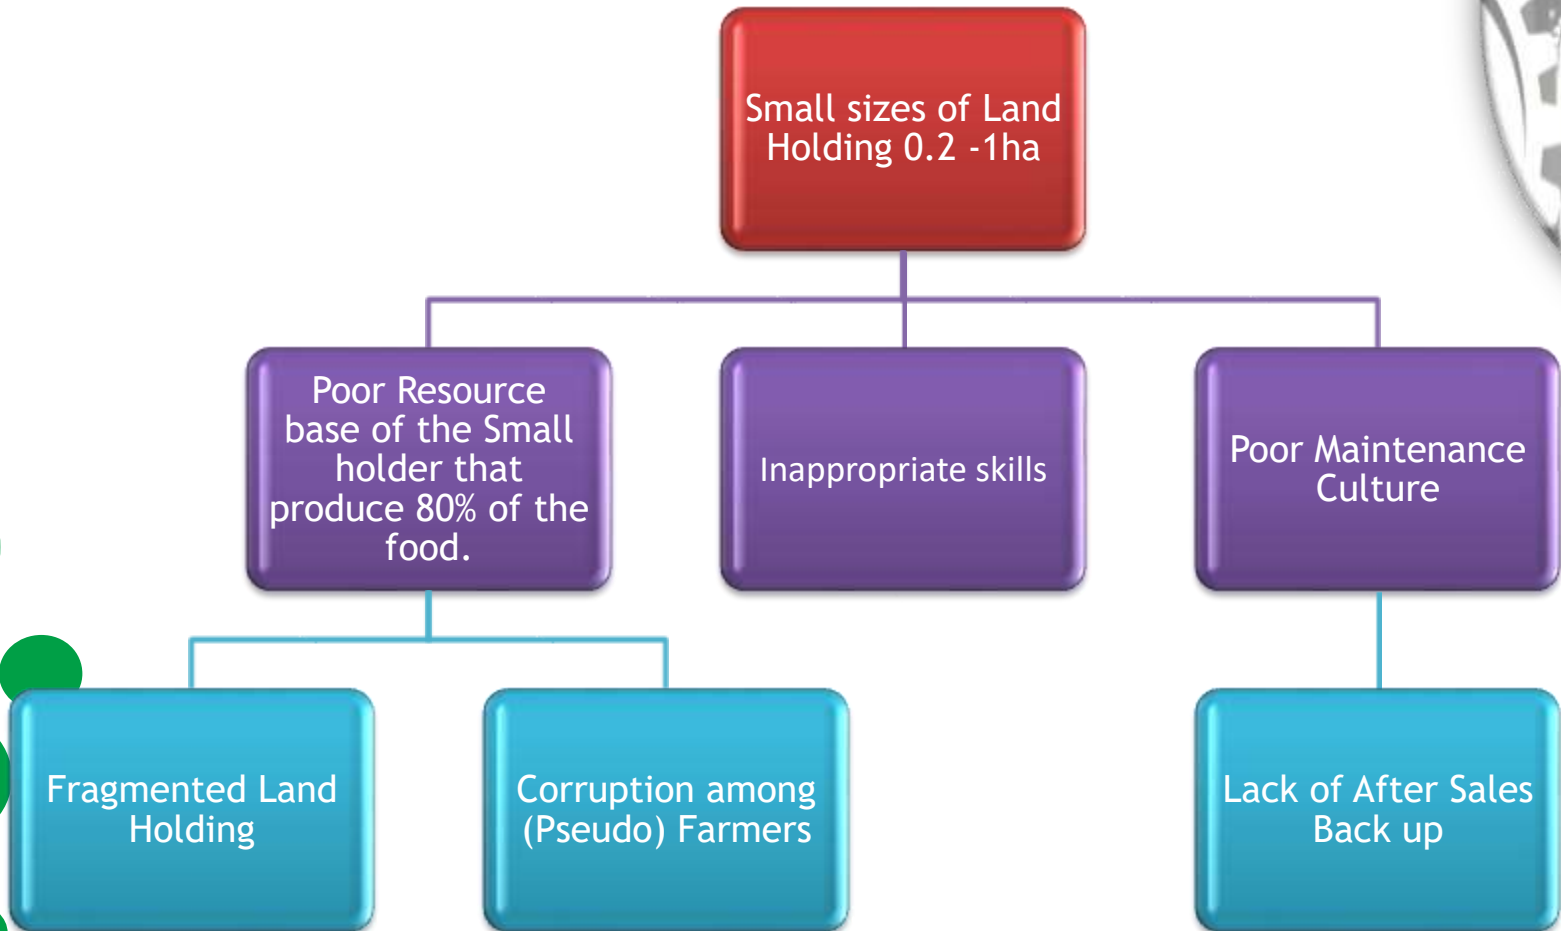 Small sizes of Land
Holding 0.2 -1ha
Poor Resource
base of the Small
holder that
produce 80% of the
food.
Inappropriate skills
Poor Maintenance
Culture
Fragmented Land
Holding
Corruption among
(Pseudo) Farmers
Lack of After Sales
Back up